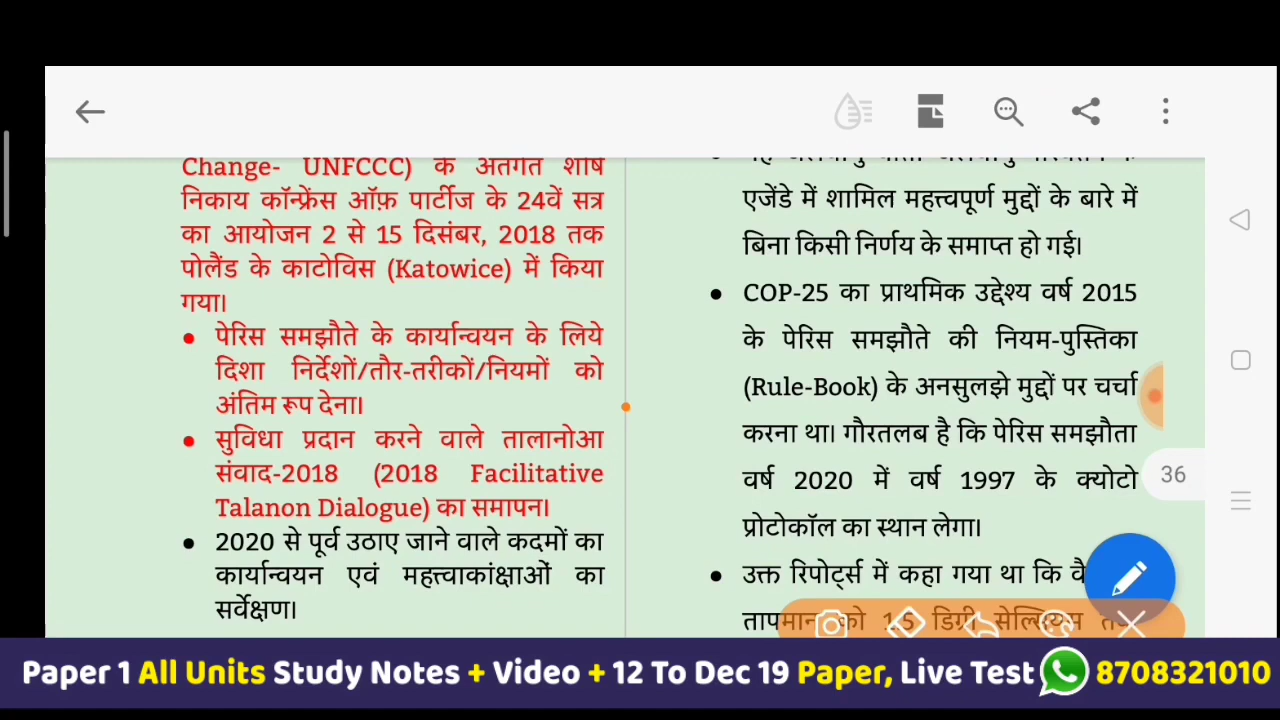 Change- UNFCCC) के अंतर्गत शीर्ष
निकाय कॉन्फ्रेंस ऑफ़ पार्टीज के 24वें सत्र
का आयोजन 2 से 15 दिसंबर, 2018 तक
पोलैंड के काटोविस (Katowice) में किया
गया।
• पेरिस समझौते के कार्यान्वयन के लिये
दिशा निर्देशों/तौर-तरीकों/नियमों को
अंतिम रूप देना।
• सुविधा प्रदान करने वाले तालानोआ
संवाद-2018 (2018 Facilitative
Talanon Dialogue) का समापन।
• 2020 से पूर्व उठाए जाने वाले कदमों का
कार्यान्वयन एवं महत्त्वाकांक्षाओं का
सर्वेक्षण।
एजेंडे में शामिल महत्त्वपूर्ण मुद्दों के बारे में
बिना किसी निर्णय के समाप्त हो गई।
• COP-25 का प्राथमिक उद्देश्य वर्ष 2015
के पेरिस समझौते की नियम-पुस्तिका
(Rule-Book) के अनसुलझे मुद्दों पर चर्चा
करना था। गौरतलब है कि पेरिस समझौता
वर्ष 2020 में वर्ष 1997 के क्योटो
प्रोटोकॉल का स्थान लेगा।
• उक्त रिपोर्ट्स में कहा गया था कि
तापमान को 1.5 डिग्री सेल्सियस
36
Paper 1 All Units Study Notes + Video + 12 To Dec 19 Paper, Live Test 8708321010